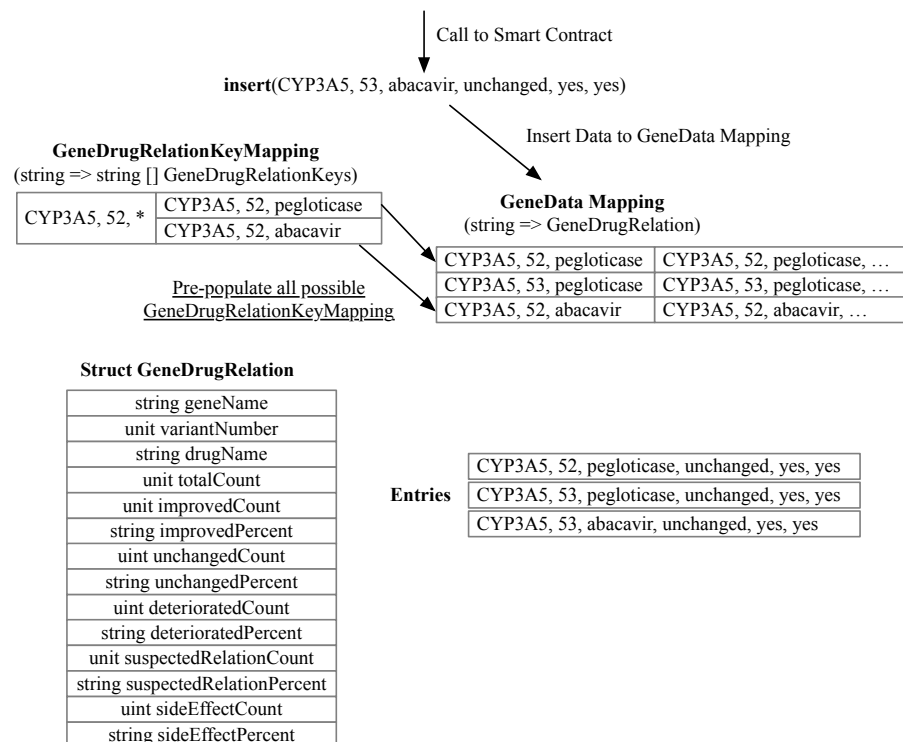 Call to Smart Contract
insert(CYP3A5, 53, abacavir, unchanged, yes, yes)
Insert Data to GeneData Mapping
GeneDrugRelationKeyMapping
(string => string [] GeneDrugRelationKeys)
CYP3A5, 52, *
CYP3A5, 52, pegloticase
CYP3A5, 52, abacavir
GeneData Mapping
(string => GeneDrugRelation)
CYP3A5, 52, pegloticase CYP3A5, 52, pegloticase, …
CYP3A5, 53, pegloticase CYP3A5, 53, pegloticase, …
CYP3A5, 52, abacavir CYP3A5, 52, abacavir, …
Pre-populate all possible
GeneDrugRelationKeyMapping
Struct GeneDrugRelation
string geneName
unit variantNumber
string drugName
unit totalCount
unit improvedCount
string improvedPercent
uint unchangedCount
string unchangedPercent
uint deterioratedCount
string deterioratedPercent
unit suspectedRelationCount
string suspectedRelationPercent
uint sideEffectCount
string sideEffectPercent
Entries
CYP3A5, 52, pegloticase, unchanged, yes, yes
CYP3A5, 53, pegloticase, unchanged, yes, yes
CYP3A5, 53, abacavir, unchanged, yes, yes